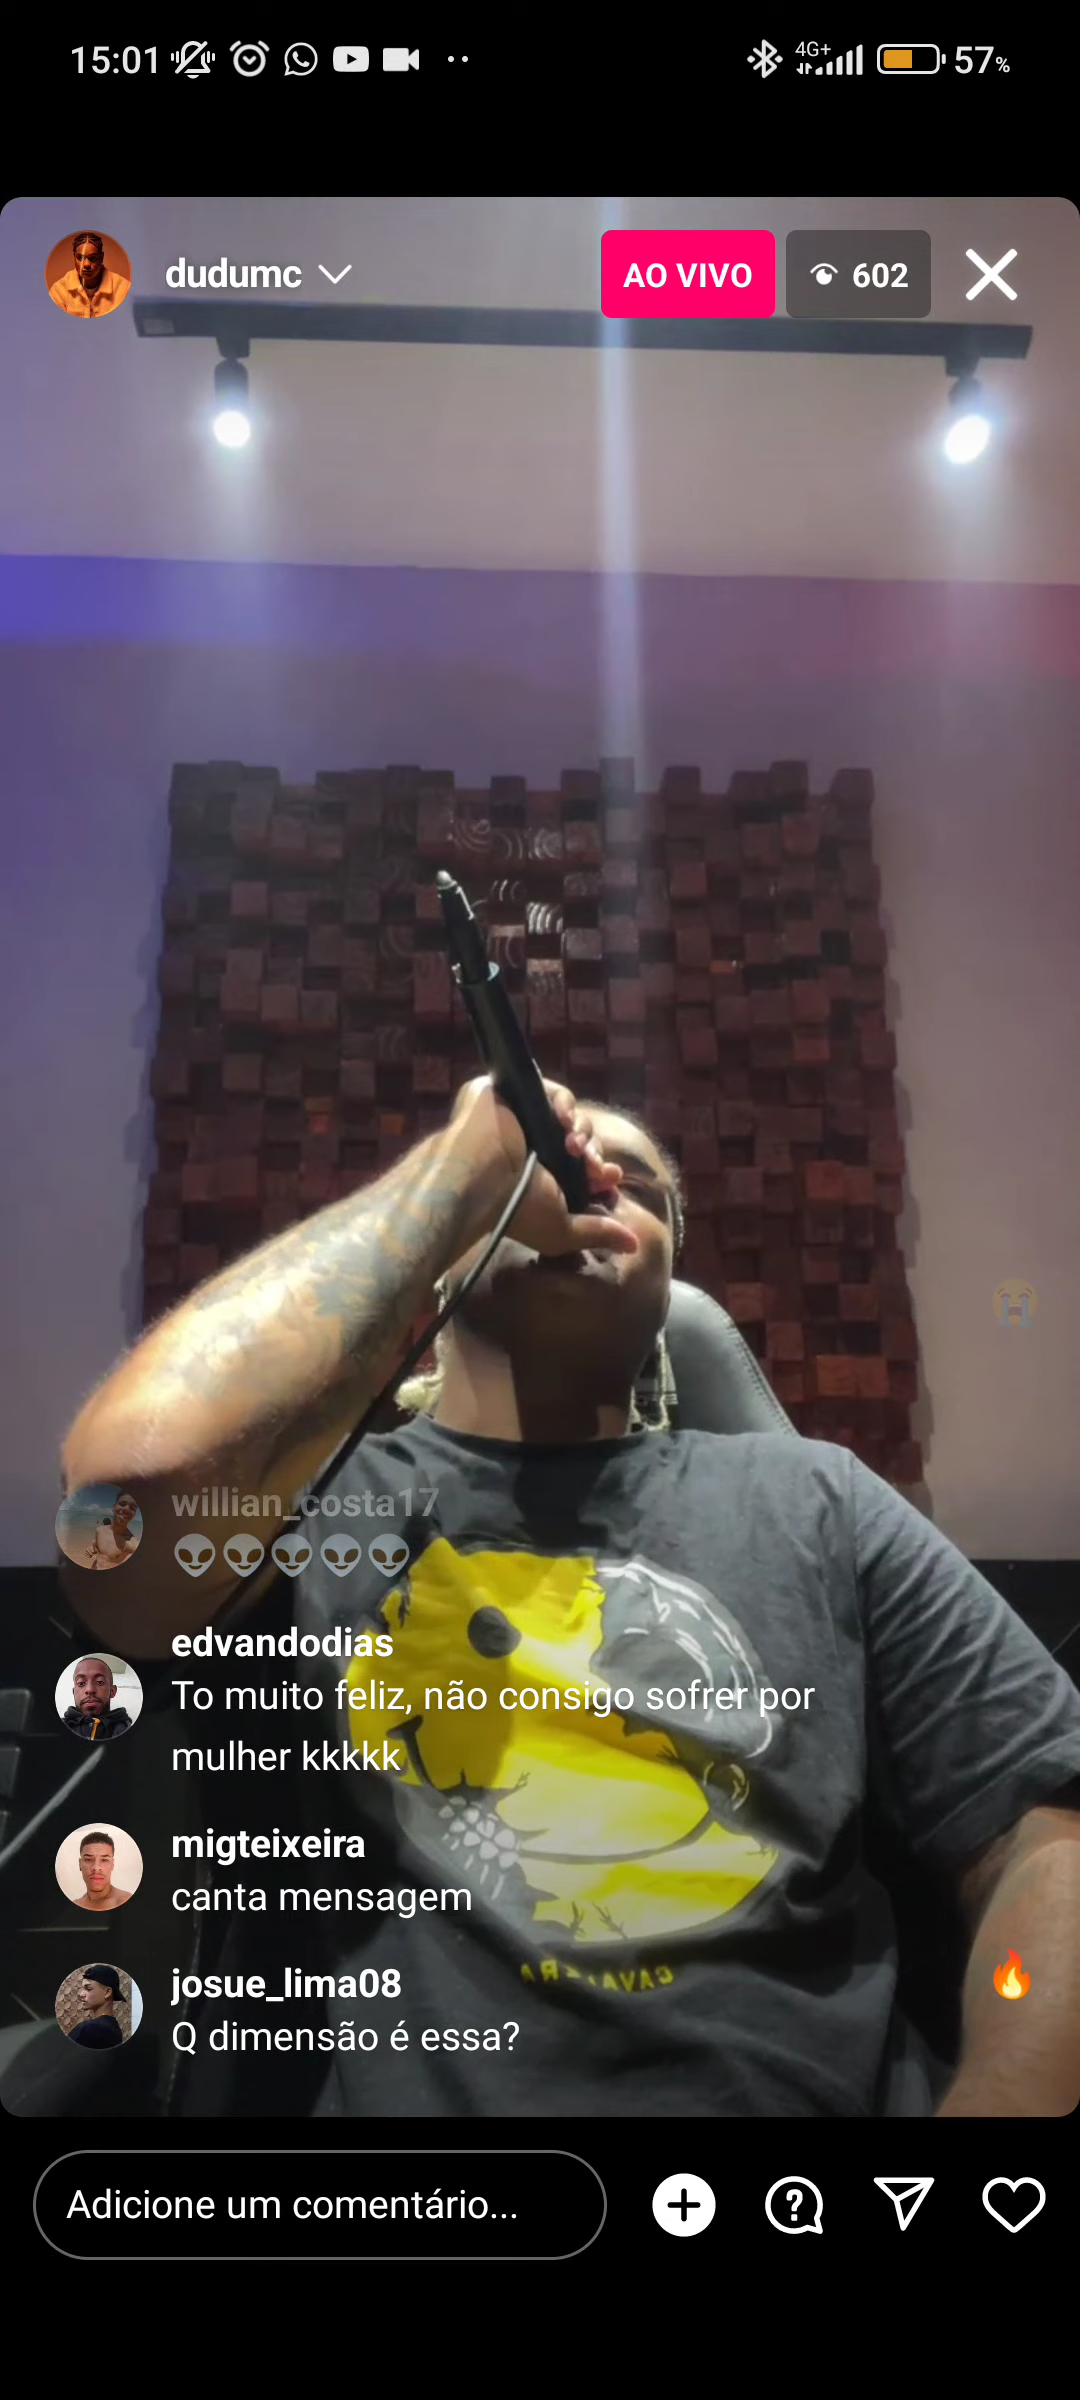 15:01
4G+
57%
dudumc
AO VIVO
602
willian_costa17
👽👽👽👽👽
edvandodias
To muito feliz, não consigo sofrer por
mulher kkkkk
migteixeira
canta mensagem
josue_lima08
Q dimensão é essa?
Adicione um comentário...